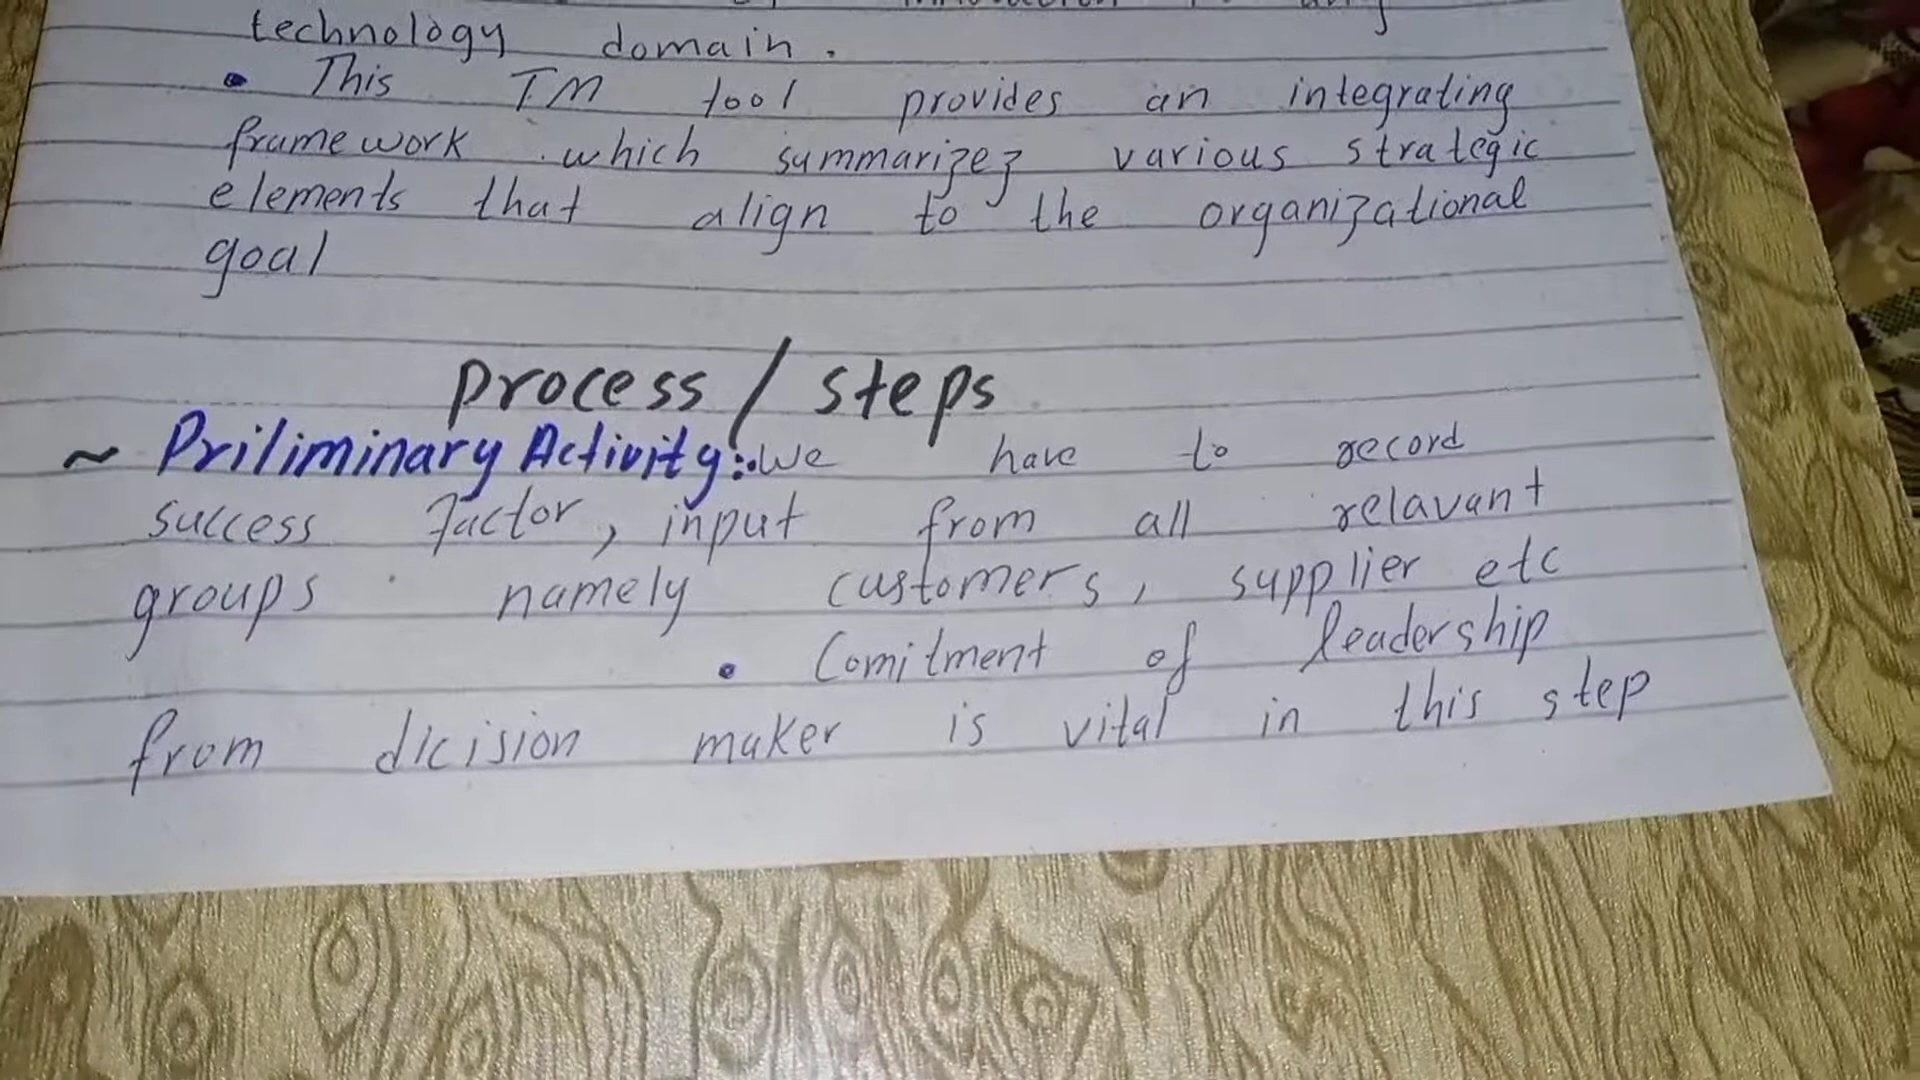 technology domain.
• This TM tool provides an integrating
framework which summarizez various strategic
elements that align to the organizational
goal
process / steps
~ Priliminary Activity:. We have to record
success factor, input from all relavant
groups namely customers, supplier etc
• Comitment of leadership
from dicision maker is vital in this step